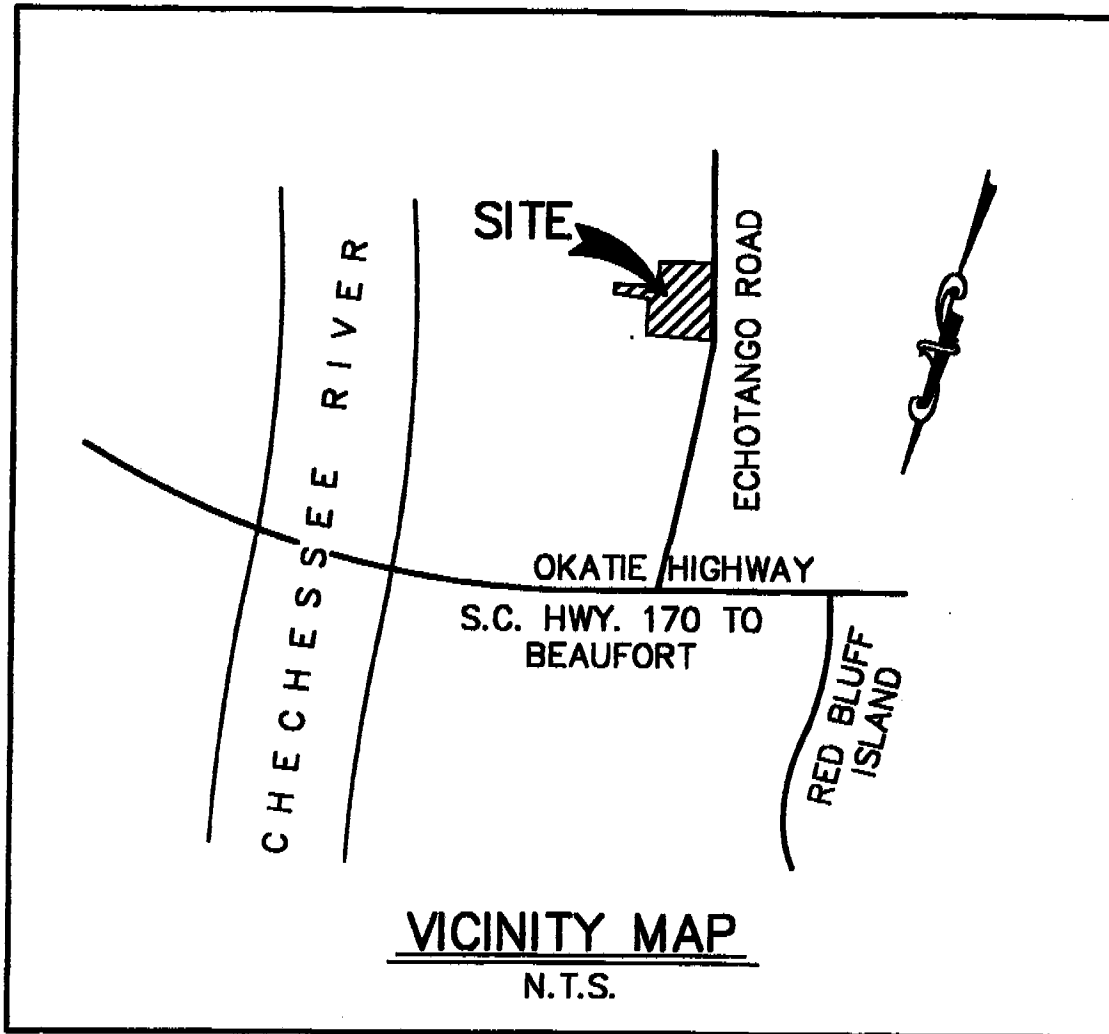 SITE
ECHOTANGO ROAD
CHECHESSEE RIVER
OKATIE HIGHWAY
S.C. HWY. 170 TO
BEAUFORT
RED BLUFF
ISLAND
VICINITY MAP
N.T.S.